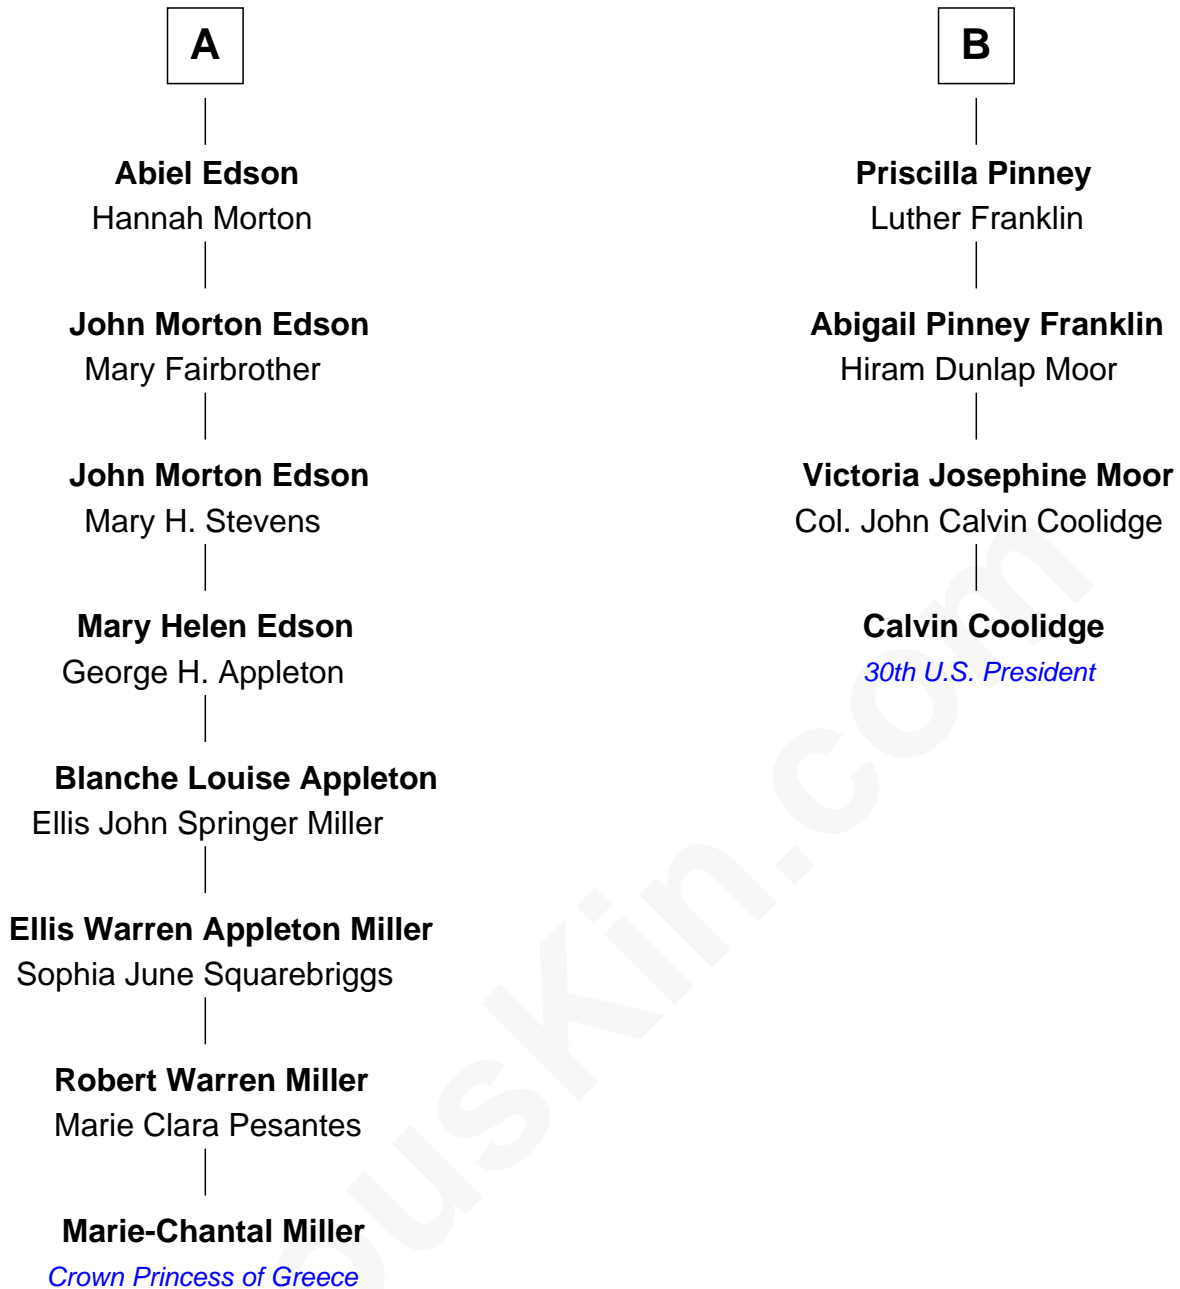 A
B
Abiel Edson
Hannah Morton
Priscilla Pinney
Luther Franklin
John Morton Edson
Mary Fairbrother
Abigail Pinney Franklin
Hiram Dunlap Moor
John Morton Edson
Mary H. Stevens
Victoria Josephine Moor
Col. John Calvin Coolidge
Mary Helen Edson
George H. Appleton
Calvin Coolidge
30th U.S. President
Blanche Louise Appleton
Ellis John Springer Miller
Ellis Warren Appleton Miller
Sophia June Squarebriggs
Robert Warren Miller
Marie Clara Pesantes
Marie-Chantal Miller
Crown Princess of Greece
ousKin.com